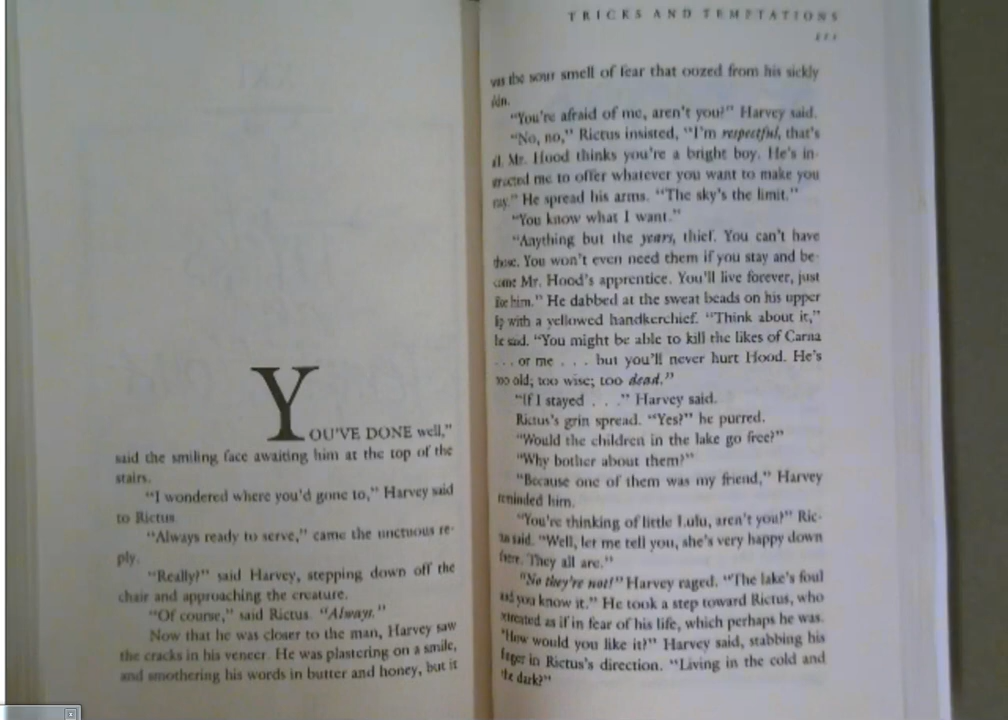 YOU'VE DONE well,"
said the smiling face awaiting him at the top of the
stairs.
"I wondered where you'd gone to," Harvey said
to Rictus.
"Always ready to serve," came the unctuous re-
ply.
"Really?" said Harvey, stepping down off the
chair and approaching the creature.
"Of course," said Rictus. "Always."
Now that he was closer to the man, Harvey saw
the cracks in his veneer. He was plastering on a smile,
and smothering his words in butter and honey, but it
TRICKS AND TEMPTATIONS
was the sour smell of fear that oozed from his sickly
skin.
"You're afraid of me, aren't you?" Harvey said.
"No, no," Rictus insisted, "I'm respectful, that's
all. Mr. Hood thinks you're a bright boy. He's in-
structed me to offer whatever you want to make you
stay." He spread his arms. "The sky's the limit."
"You know what I want."
"Anything but the years, thief. You can't have
those. You won't even need them if you stay and be-
come Mr. Hood's apprentice. You'll live forever, just
like him." He dabbed at the sweat beads on his upper
lip with a yellowed handkerchief. "Think about it,"
he said. "You might be able to kill the likes of Carna
. . . or me . . . but you'll never hurt Hood. He's
too old; too wise; too dead."
"If I stayed . . ." Harvey said.
Rictus's grin spread. "Yes?" he purred.
"Would the children in the lake go free?"
"Why bother about them?"
"Because one of them was my friend," Harvey
reminded him.
"You're thinking of little Lulu, aren't you?" Ric-
tus said. "Well, let me tell you, she's very happy down
there. They all are."
"No they're not!" Harvey raged. "The lake's foul
and you know it." He took a step toward Rictus, who
retreated as if in fear of his life, which perhaps he was.
"How would you like it?" Harvey said, stabbing his
finger in Rictus's direction. "Living in the cold and
the dark?"